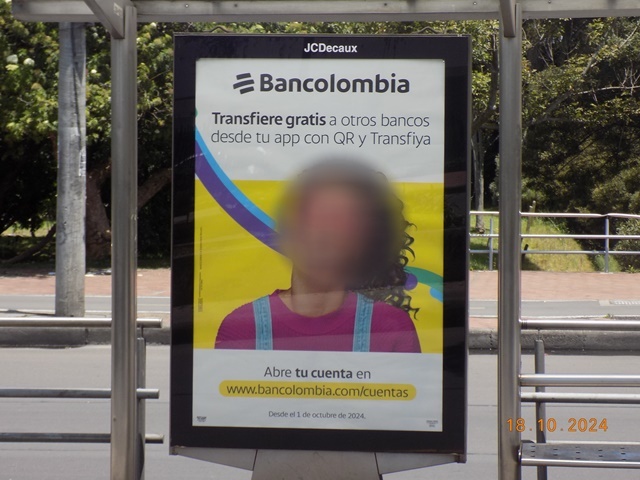 JCDecaux
Bancolombia
Transfiere gratis a otros bancos
desde tu app con QR y Transfiya
Abre tu cuenta en
www.bancolombia.com/cuentas
Desde el 1 de octubre de 2024.
18.10.2024